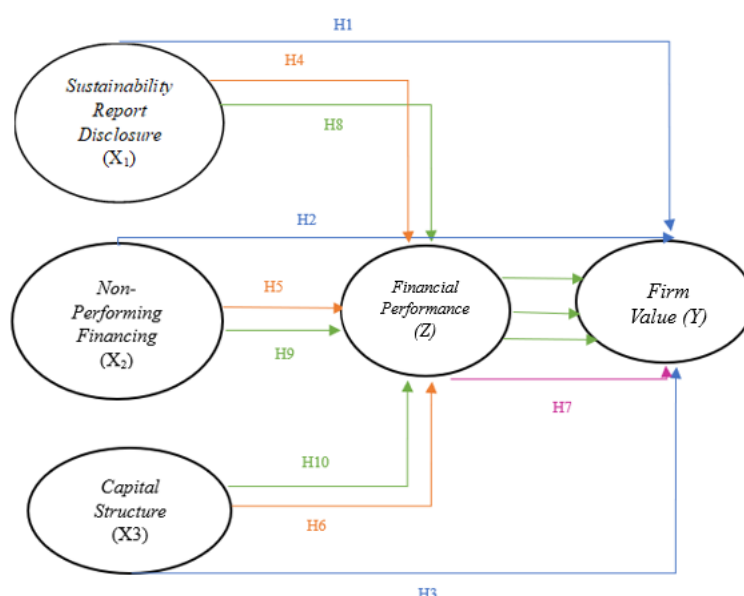 H1
H4
Sustainability
Report
Disclosure
(X₁)
H8
H2
Non-
Performing
Financing
(X₂)
H5
H9
Financial
Performance
(Z)
Firm
Value (Y)
H7
Capital
Structure
(X3)
H10
H6
H3